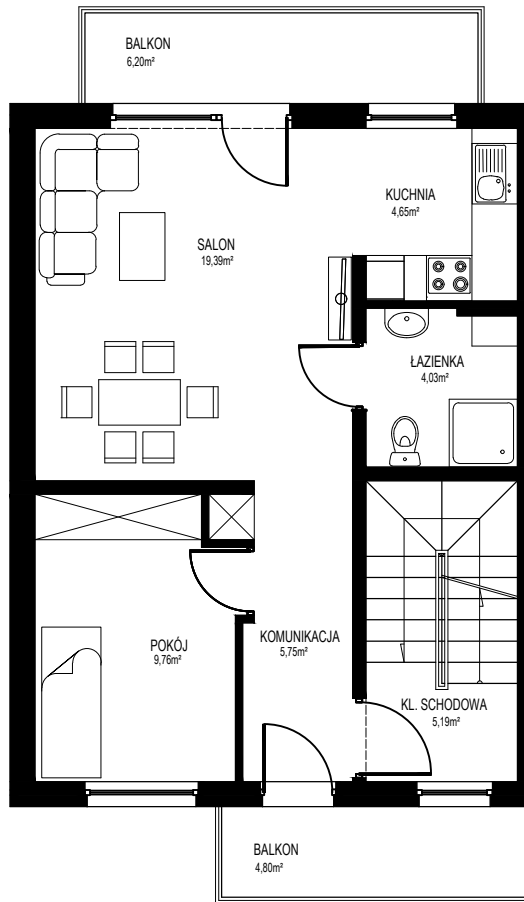 BALKON
6,20m²
KUCHNIA
4,65m²
SALON
19,39m²
ŁAZIENKA
4,03m²
POKÓJ
9,76m²
KOMUNIKACJA
5,75m²
KL. SCHODOWA
5,19m²
BALKON
4,80m²